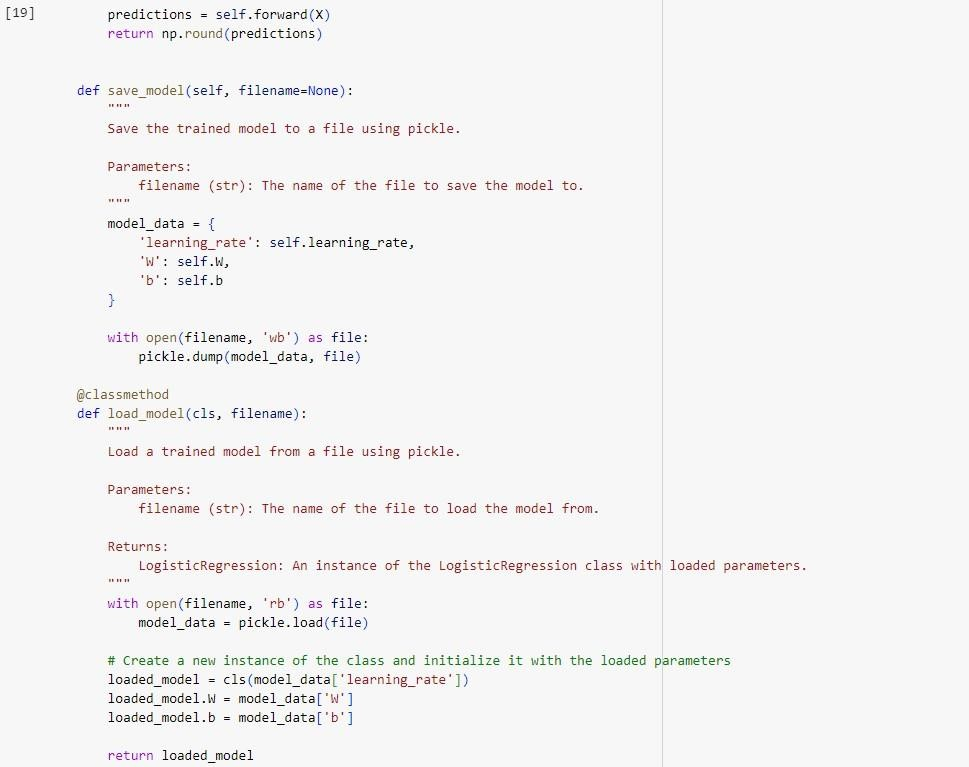 [19]
predictions = self.forward(X)
return np.round(predictions)
def save_model(self, filename=None):
"""
Save the trained model to a file using pickle.
Parameters:
filename (str): The name of the file to save the model to.
"""
model_data = {
'learning_rate': self.learning_rate,
'W': self.W,
'b': self.b
}
with open(filename, 'wb') as file:
pickle.dump(model_data, file)
@classmethod
def load_model(cls, filename):
"""
Load a trained model from a file using pickle.
Parameters:
filename (str): The name of the file to load the model from.
Returns:
LogisticRegression: An instance of the LogisticRegression class with loaded parameters.
"""
with open(filename, 'rb') as file:
model_data = pickle.load(file)
# Create a new instance of the class and initialize it with the loaded parameters
loaded_model = cls(model_data['learning_rate'])
loaded_model.W = model_data['W']
loaded_model.b = model_data['b']
return loaded_model